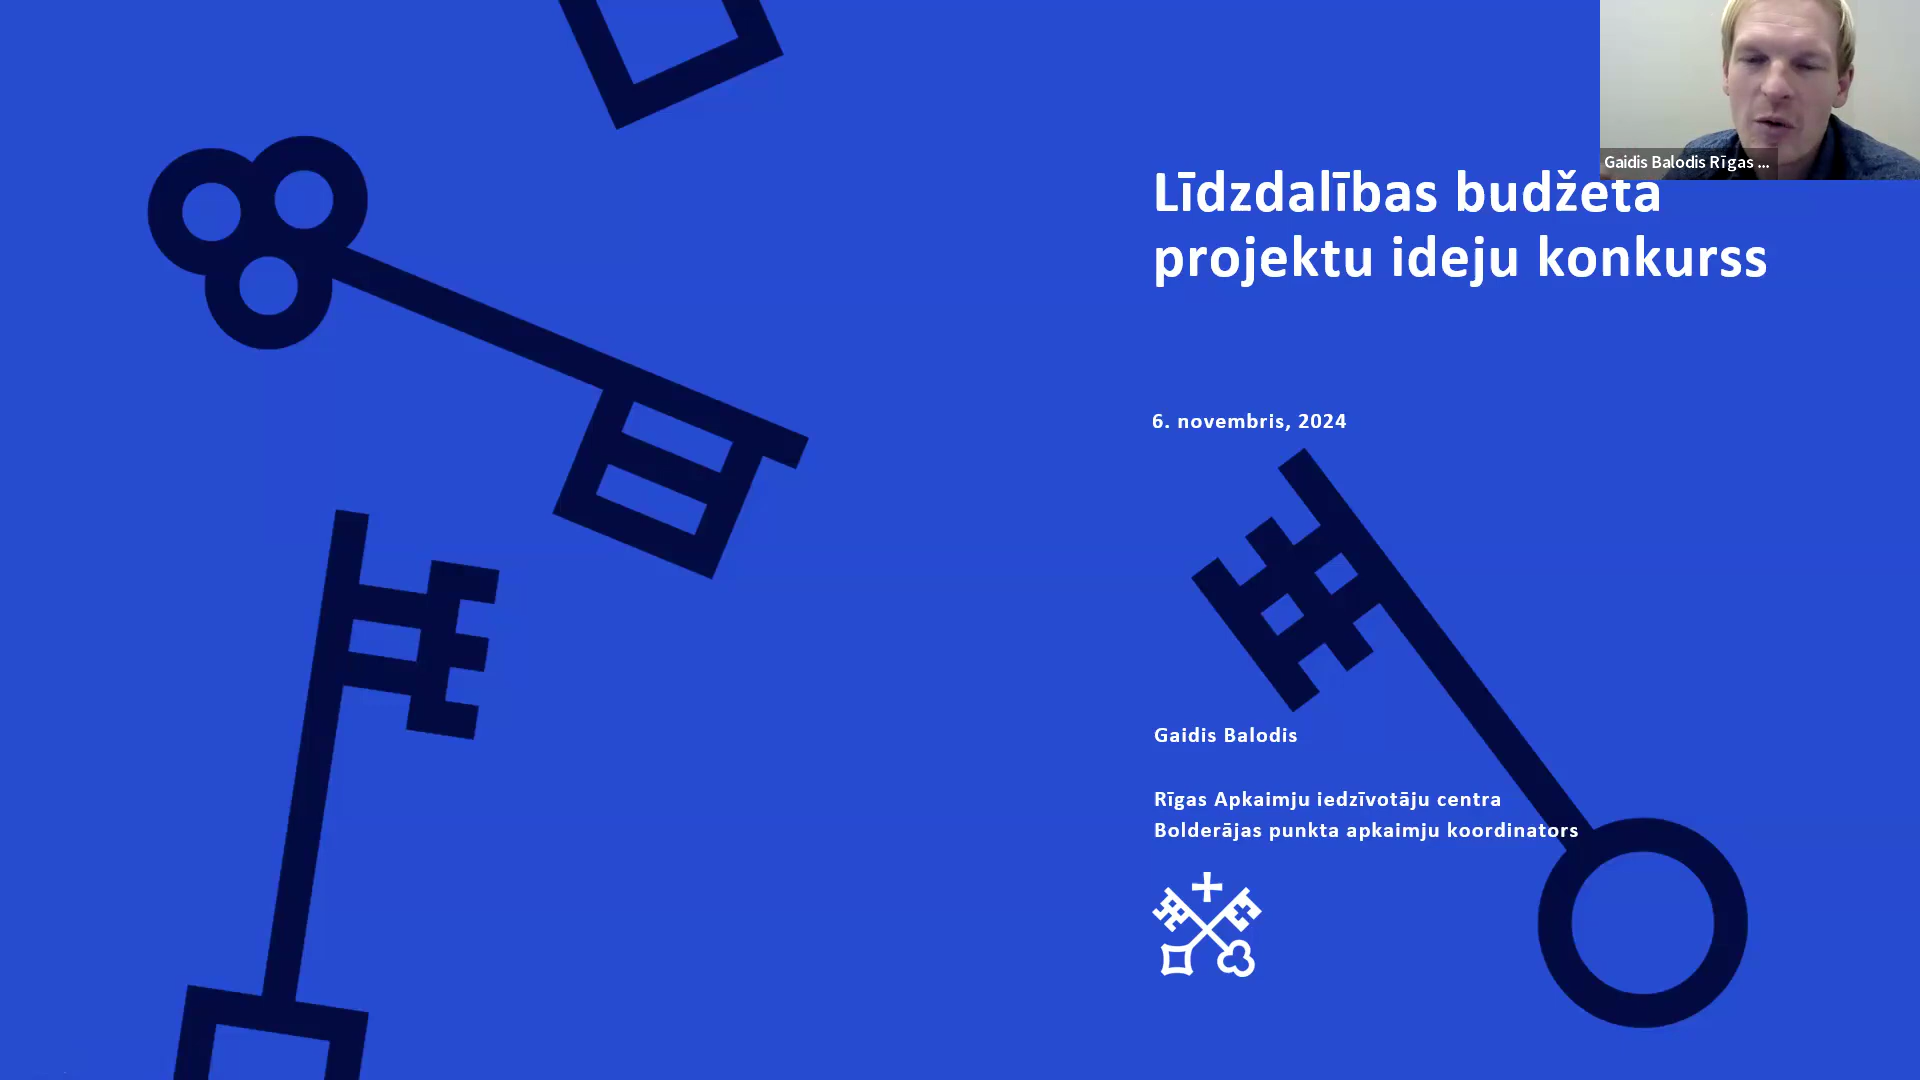 Gaidis Balodis Rīgas ...
Līdzdalības budžeta
projektu ideju konkurss
6. novembris, 2024
Gaidis Balodis
Rīgas Apkaimju iedzīvotāju centra
Bolderājas punkta apkaimju koordinators